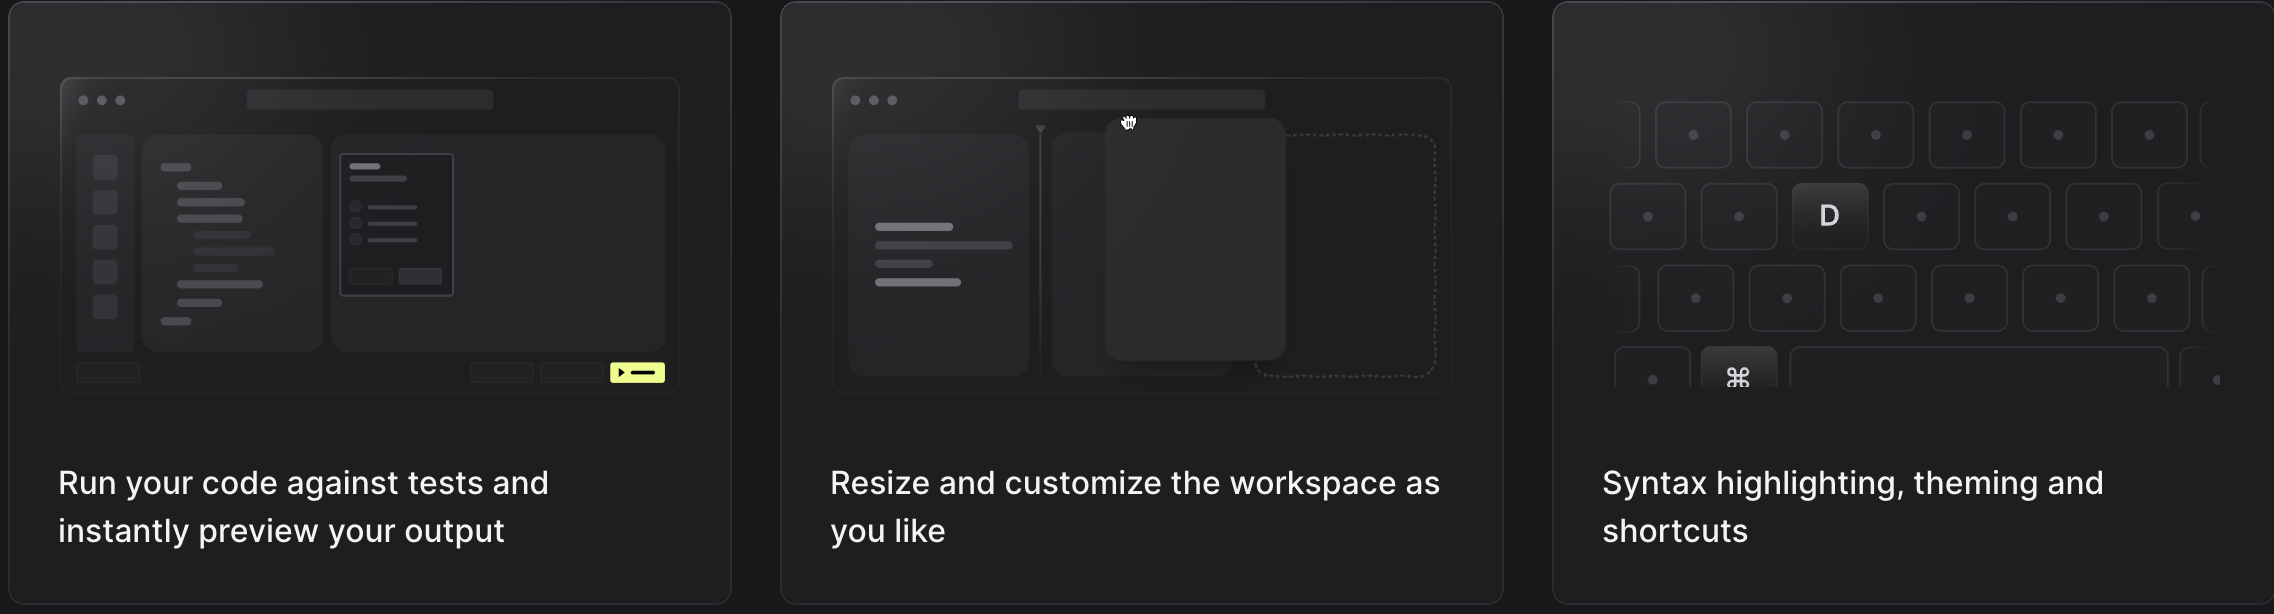 Run your code against tests and
instantly preview your output
Resize and customize the workspace as
you like
D
⌘
Syntax highlighting, theming and
shortcuts